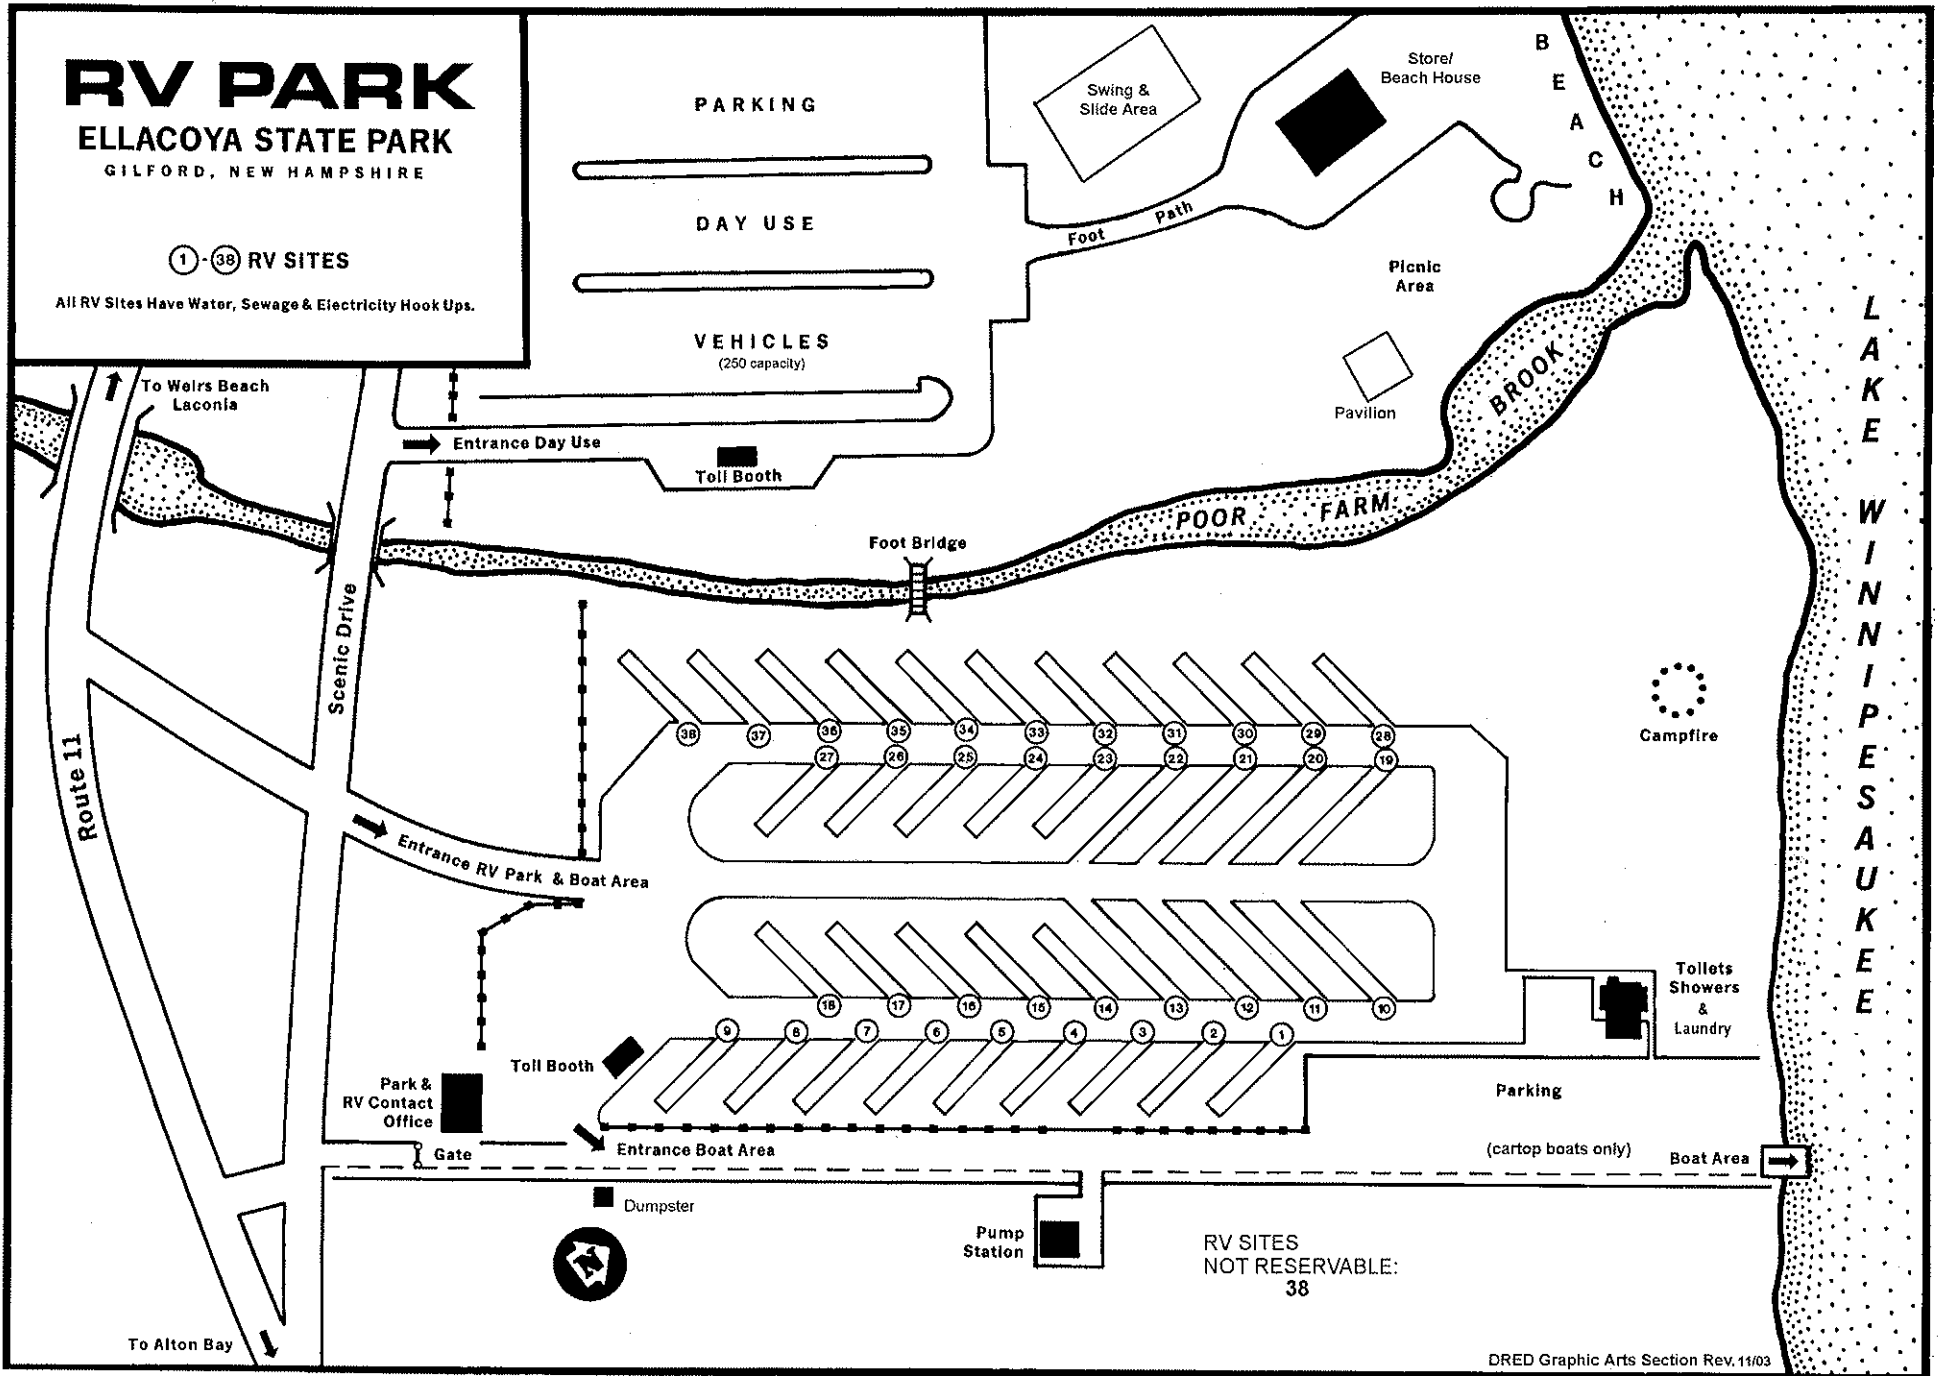 RV PARK
ELLACOYA STATE PARK
GILFORD, NEW HAMPSHIRE
1 - 38 RV SITES
All RV Sites Have Water, Sewage & Electricity Hook Ups.
PARKING
DAY USE
VEHICLES
(250 capacity)
Swing &
Slide Area
Store/
Beach House
BEACH
Foot Path
Picnic
Area
Pavilion
LAKE WINNIPESAUKEE
To Weirs Beach
Laconia
Entrance Day Use
Toll Booth
POOR FARM BROOK
Foot Bridge
Scenic Drive
Route 11
Campfire
38 37 36 35 34 33 32 31 30 29 28
27 26 25 24 23 22 21 20 19
Entrance RV Park & Boat Area
18 17 16 15 14 13 12 11 10
9 8 7 6 5 4 3 2 1
Toilets
Showers
&
Laundry
Toll Booth
Park &
RV Contact
Office
Parking
Gate
Entrance Boat Area
(cartop boats only)
Boat Area
Dumpster
N
Pump
Station
RV SITES
NOT RESERVABLE:
38
To Alton Bay
DRED Graphic Arts Section Rev. 11/03